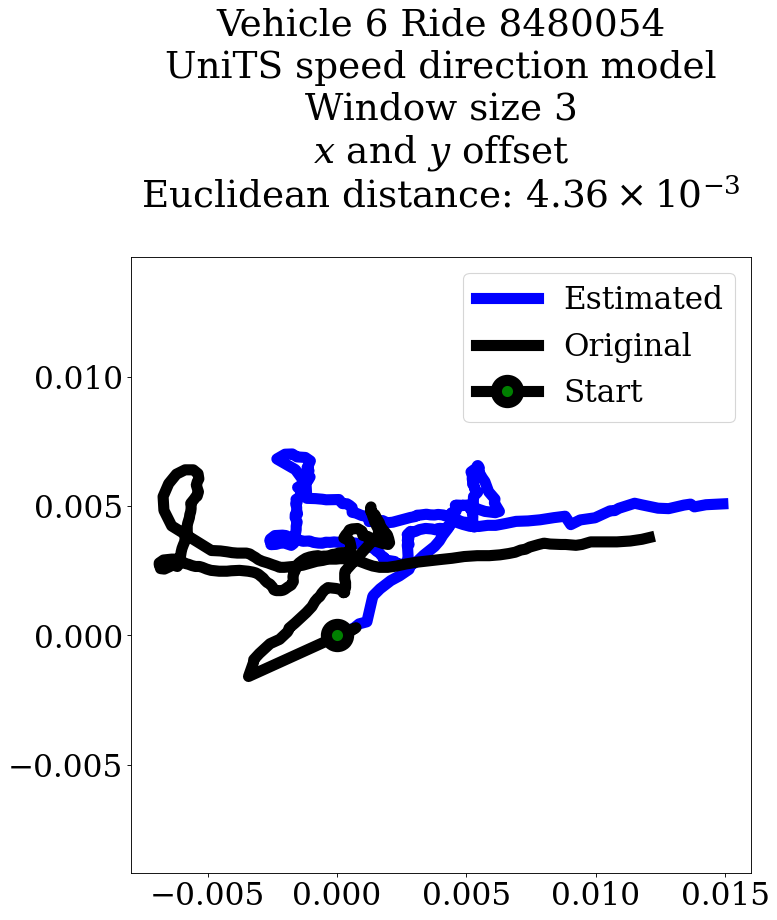 Vehicle 6 Ride 8480054
UniTS speed direction model
Window size 3
x and y offset
Euclidean distance: 4.36 × 10⁻³
Estimated
Original
Start
0.010
0.005
0.000
−0.005
−0.005 0.000 0.005 0.010 0.015